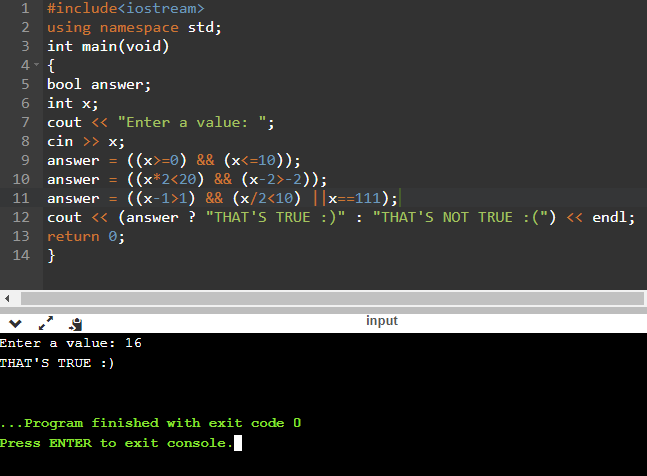 1 #include<iostream>
2 using namespace std;
3 int main(void)
4 {
5 bool answer;
6 int x;
7 cout << "Enter a value: ";
8 cin >> x;
9 answer = ((x>=0) && (x<=10));
10 answer = ((x*2<20) && (x-2>-2));
11 answer = ((x-1>1) && (x/2<10) ||x==111);
12 cout << (answer ? "THAT'S TRUE :)" : "THAT'S NOT TRUE :(") << endl;
13 return 0;
14 }
input
Enter a value: 16
THAT'S TRUE :)
...Program finished with exit code 0
Press ENTER to exit console.